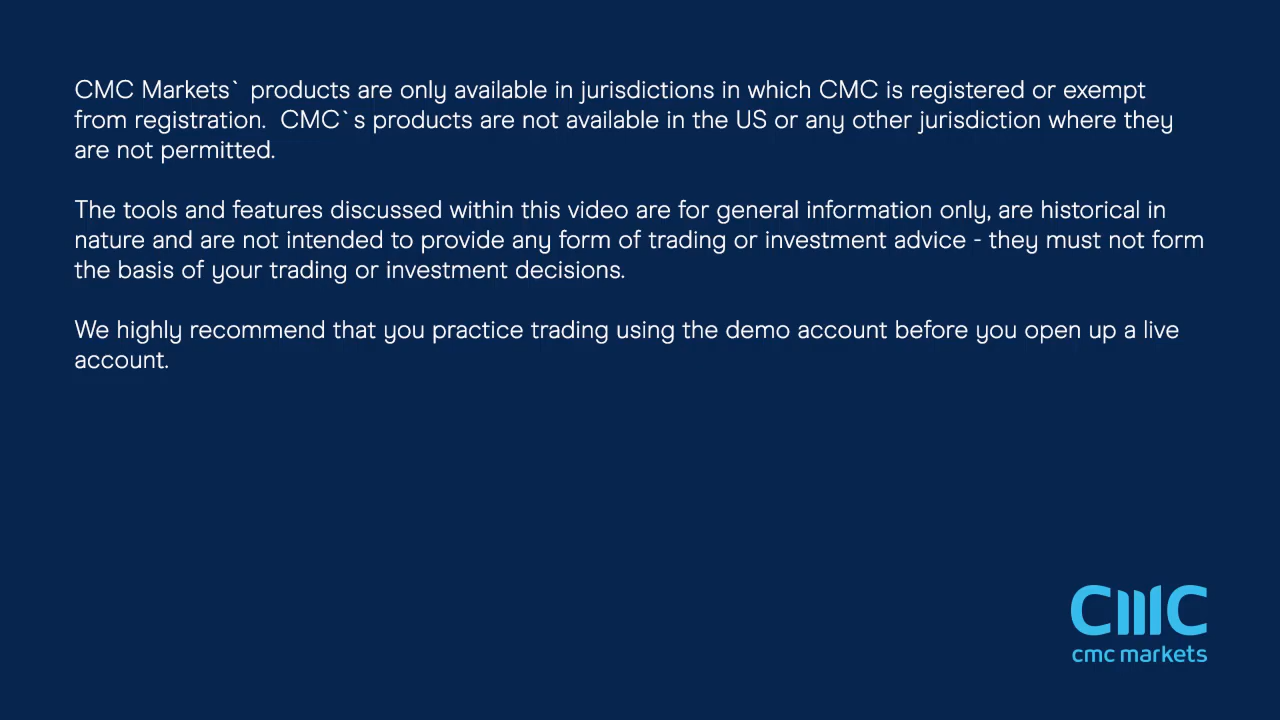 CMC Markets` products are only available in jurisdictions in which CMC is registered or exempt
from registration.  CMC`s products are not available in the US or any other jurisdiction where they
are not permitted.
The tools and features discussed within this video are for general information only, are historical in
nature and are not intended to provide any form of trading or investment advice - they must not form
the basis of your trading or investment decisions.
We highly recommend that you practice trading using the demo account before you open up a live
account.
CMC
cmc markets